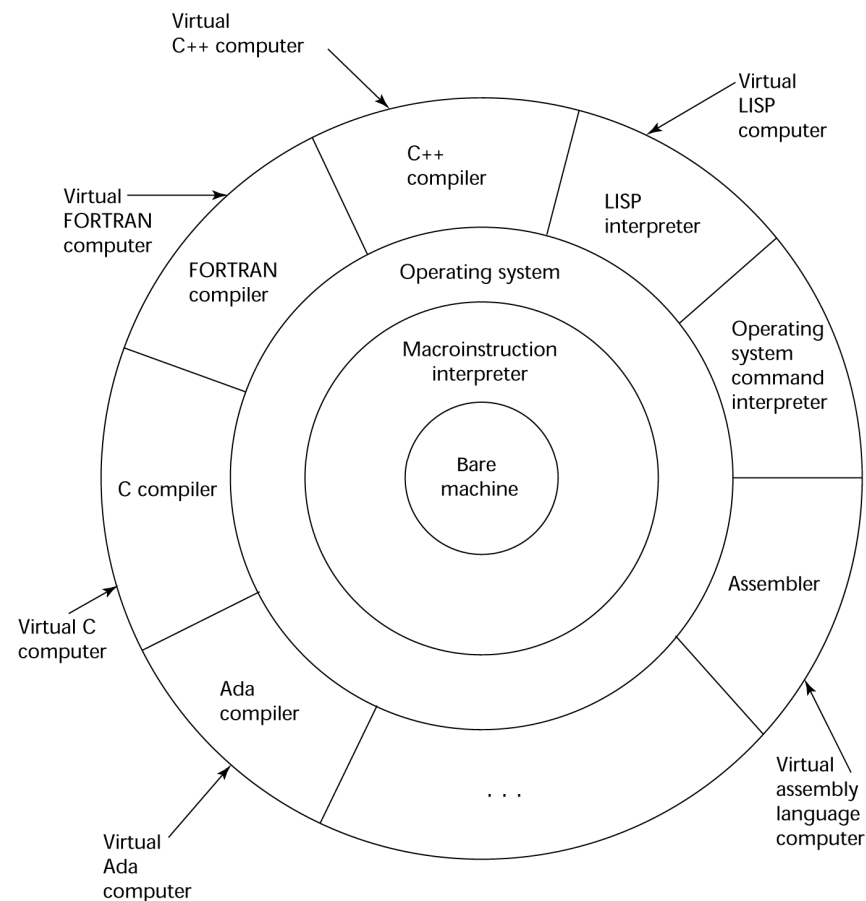 Virtual
C++ computer
Virtual
LISP
computer
C++
compiler
Virtual
FORTRAN
computer
LISP
interpreter
FORTRAN
compiler
Operating system
Operating
system
command
interpreter
Macroinstruction
interpreter
Bare
machine
C compiler
Assembler
Virtual C
computer
Ada
compiler
. . .
Virtual
assembly
language
computer
Virtual
Ada
computer